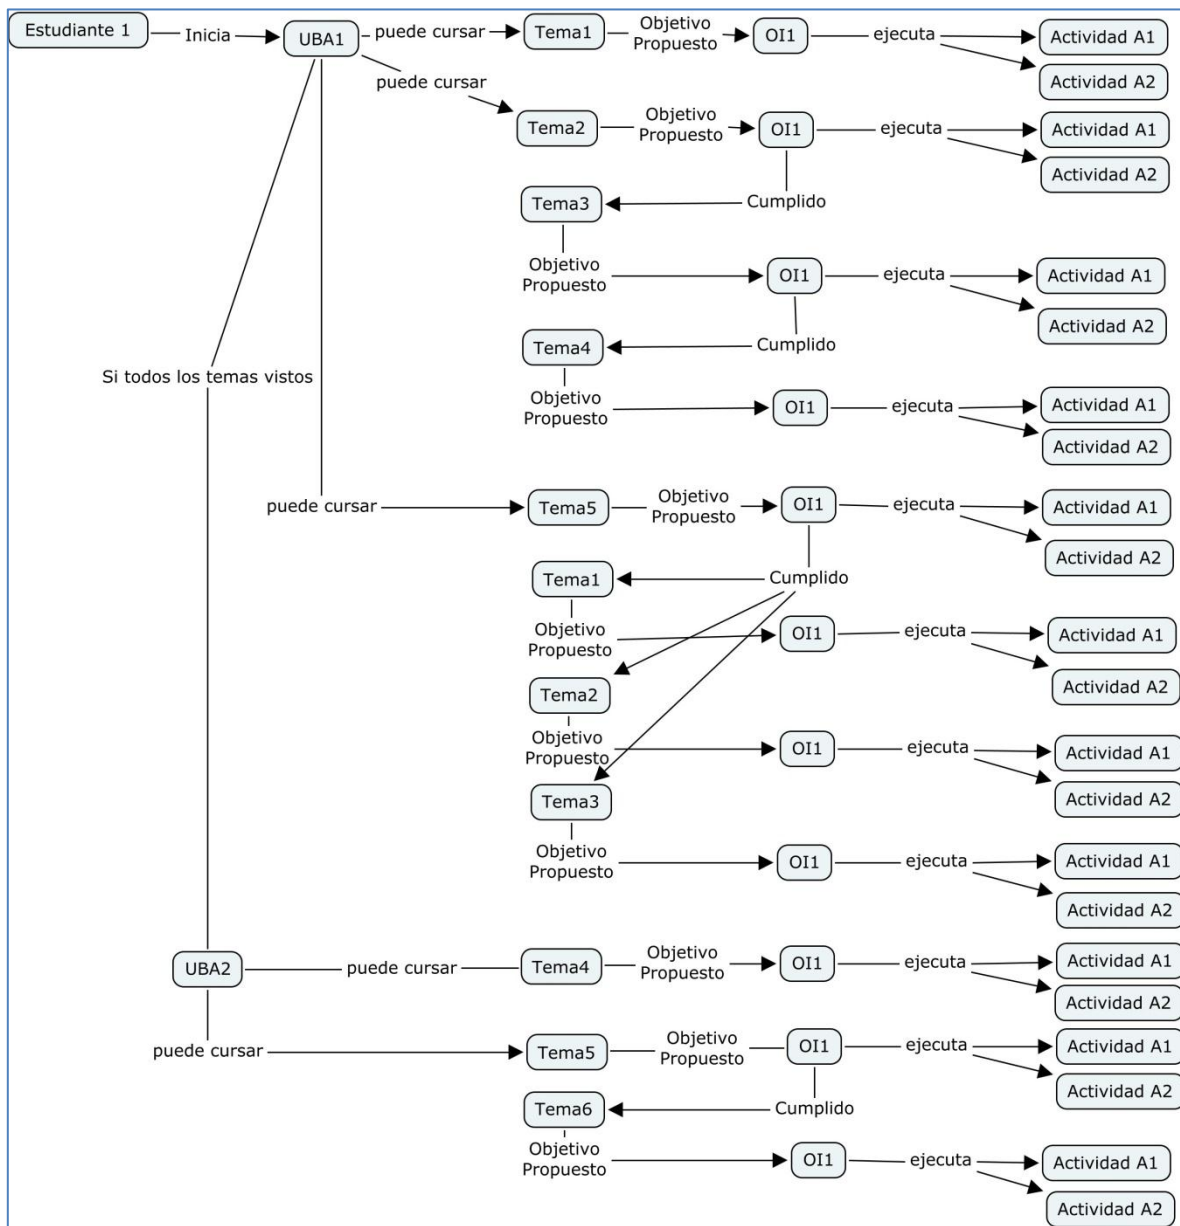 Estudiante 1
Inicia
UBA1
puede cursar
Tema1
Objetivo
Propuesto
OI1
ejecuta
Actividad A1
Actividad A2
puede cursar
Tema2
Objetivo
Propuesto
OI1
ejecuta
Actividad A1
Actividad A2
Cumplido
Tema3
Objetivo
Propuesto
OI1
ejecuta
Actividad A1
Actividad A2
Cumplido
Tema4
Objetivo
Propuesto
OI1
ejecuta
Actividad A1
Actividad A2
Si todos los temas vistos
puede cursar
Tema5
Objetivo
Propuesto
OI1
ejecuta
Actividad A1
Actividad A2
Cumplido
Tema1
Objetivo
Propuesto
OI1
ejecuta
Actividad A1
Actividad A2
Tema2
Objetivo
Propuesto
OI1
ejecuta
Actividad A1
Actividad A2
Tema3
Objetivo
Propuesto
OI1
ejecuta
Actividad A1
Actividad A2
UBA2
puede cursar
Tema4
Objetivo
Propuesto
OI1
ejecuta
Actividad A1
Actividad A2
puede cursar
Tema5
Objetivo
Propuesto
OI1
ejecuta
Actividad A1
Actividad A2
Cumplido
Tema6
Objetivo
Propuesto
OI1
ejecuta
Actividad A1
Actividad A2